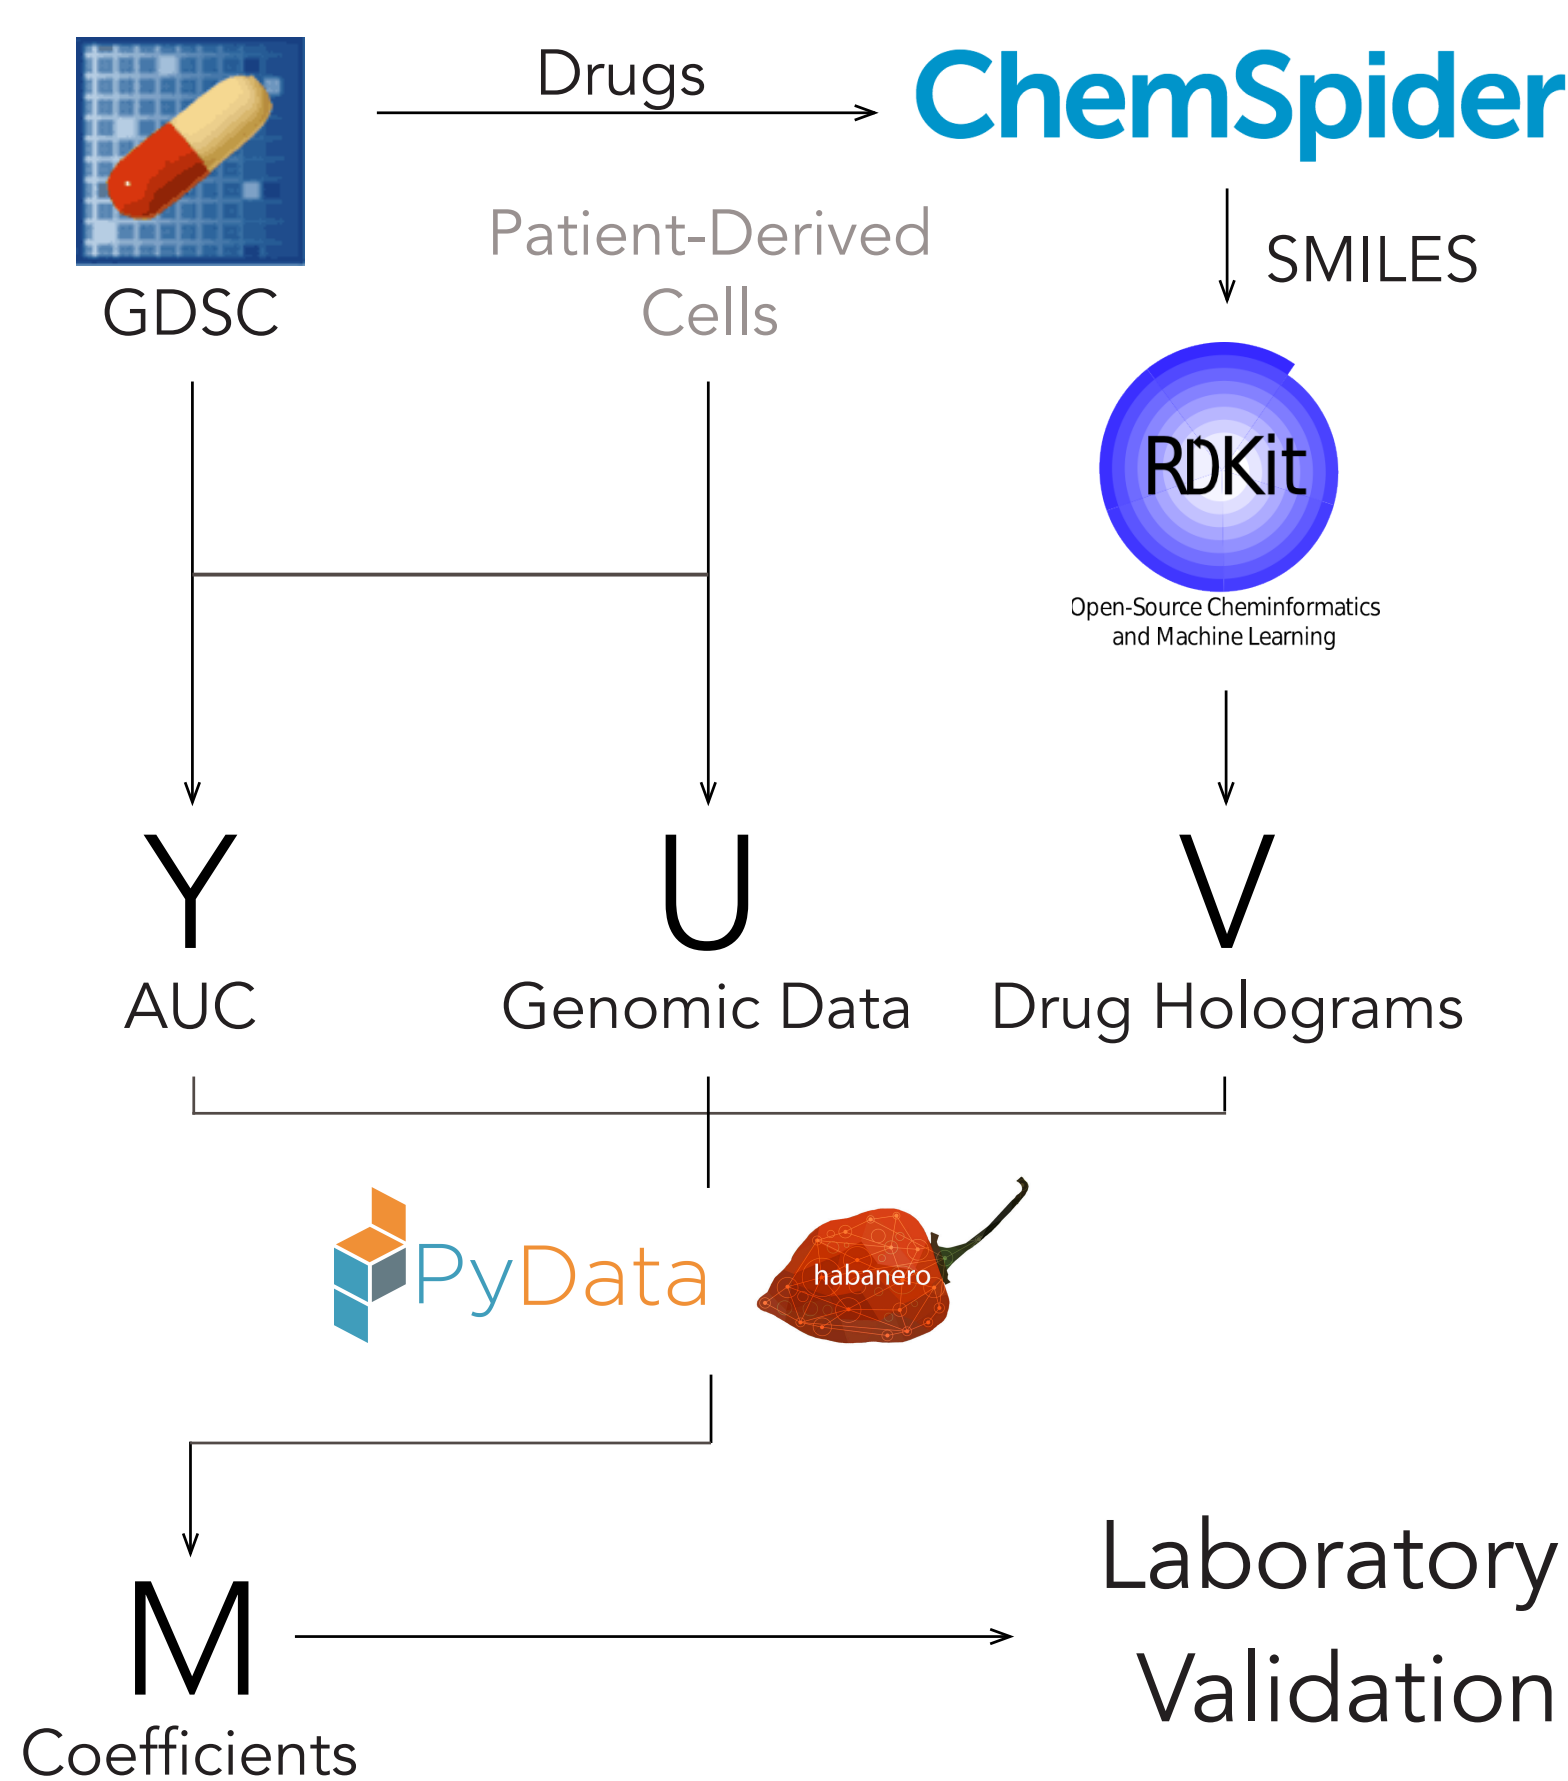 Drugs
ChemSpider
Patient-Derived
Cells
GDSC
SMILES
RDKit
Open-Source Cheminformatics
and Machine Learning
Y
U
V
AUC
Genomic Data
Drug Holograms
PyData
habanero
M
Coefficients
Laboratory
Validation